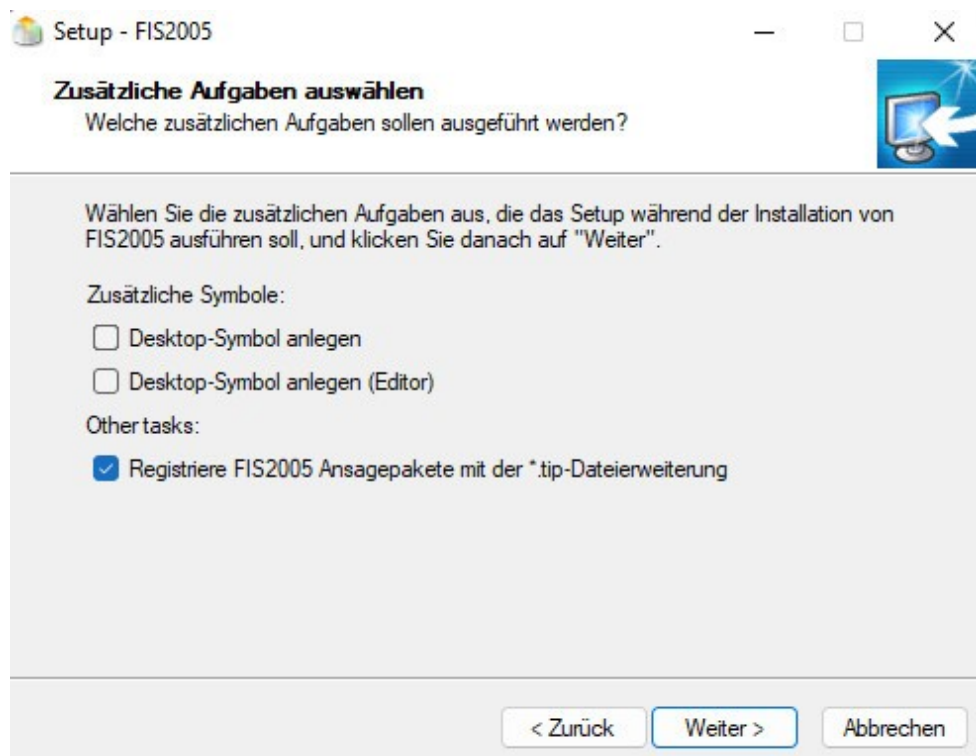 Setup - FIS2005
Zusätzliche Aufgaben auswählen
Welche zusätzlichen Aufgaben sollen ausgeführt werden?
Wählen Sie die zusätzlichen Aufgaben aus, die das Setup während der Installation von
FIS2005 ausführen soll, und klicken Sie danach auf "Weiter".
Zusätzliche Symbole:
Desktop-Symbol anlegen
Desktop-Symbol anlegen (Editor)
Other tasks:
Registriere FIS2005 Ansagepakete mit der *.tip-Dateierweiterung
< Zurück
Weiter >
Abbrechen